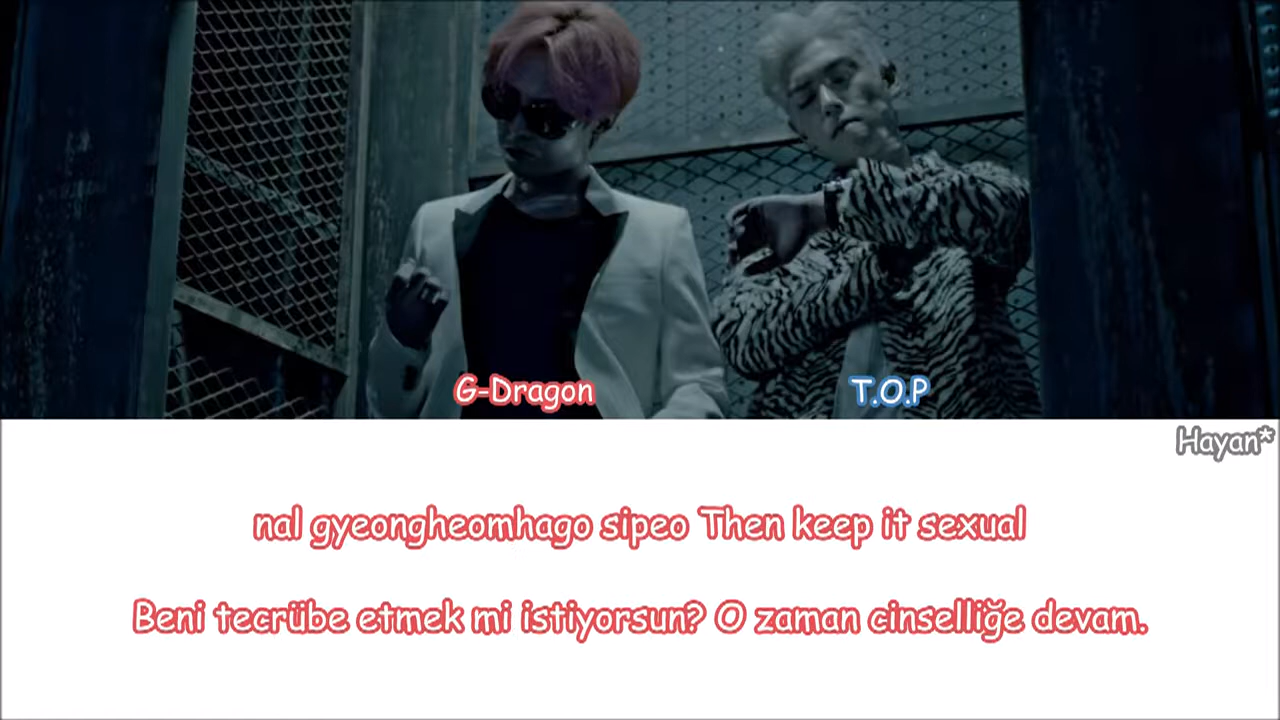 G-Dragon
T.O.P
Hayan*
nal gyeongheomhago sipeo Then keep it sexual
Beni tecrübe etmek mi istiyorsun? O zaman cinselliğe devam.